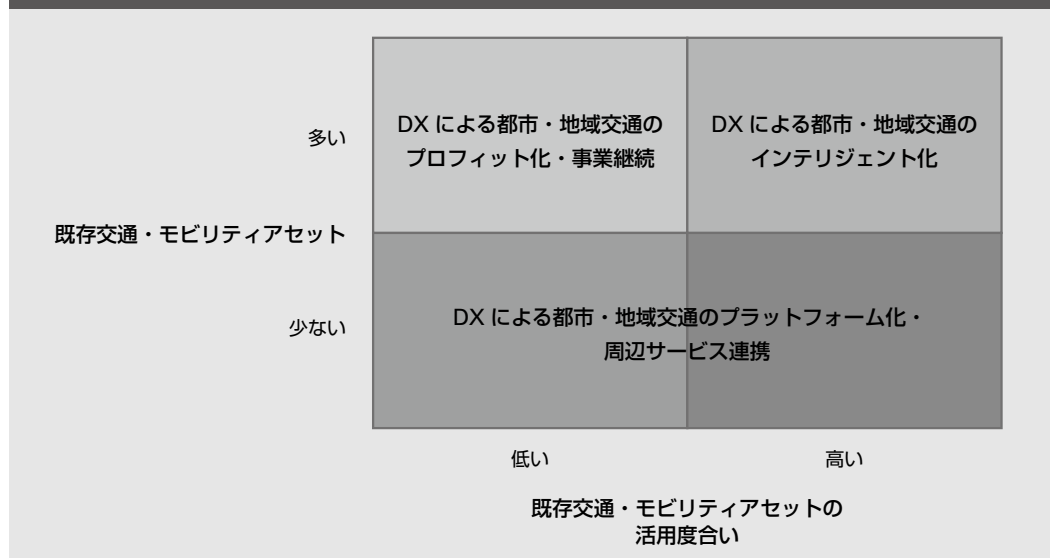 DX による都市・地域交通の
プロフィット化・事業継続
DX による都市・地域交通の
インテリジェント化
多い
既存交通・モビリティアセット
少ない
DX による都市・地域交通のプラットフォーム化・
周辺サービス連携
低い
高い
既存交通・モビリティアセットの
活用度合い